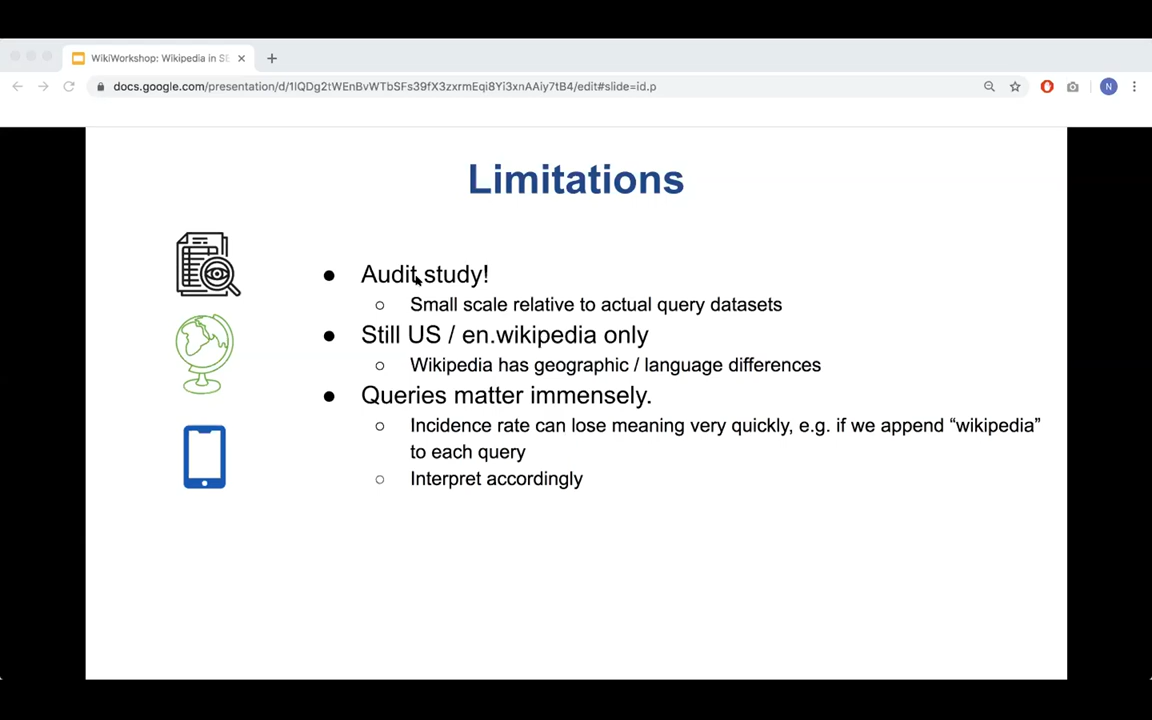 WikiWorkshop: Wikipedia in SE
docs.google.com/presentation/d/1lQDg2tWEnBvWTbSFs39fX3zxrmEqi8Yi3xnAAiy7tB4/edit#slide=id.p
N
Limitations
● Audit study!
○ Small scale relative to actual query datasets
● Still US / en.wikipedia only
○ Wikipedia has geographic / language differences
● Queries matter immensely.
○ Incidence rate can lose meaning very quickly, e.g. if we append “wikipedia”
to each query
○ Interpret accordingly